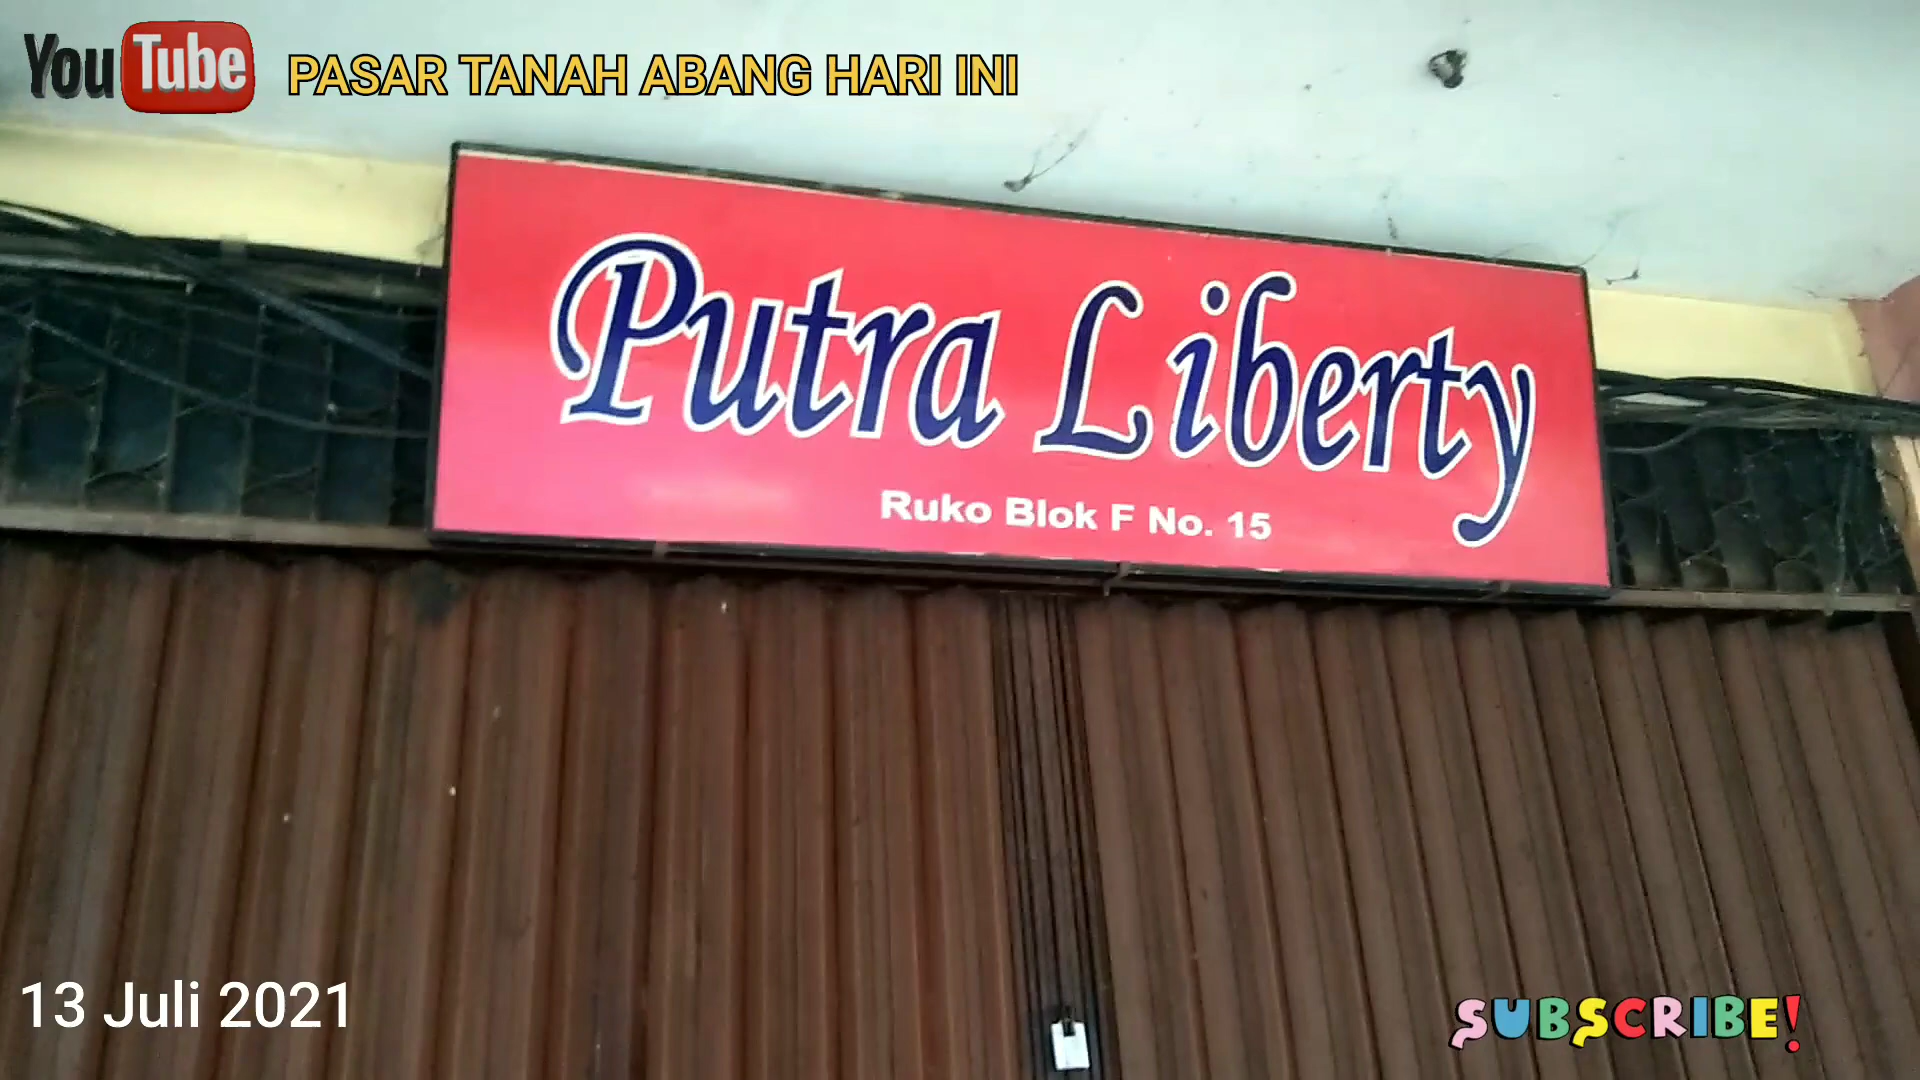 YouTube PASAR TANAH ABANG HARI INI
Putra Liberty
Ruko Blok F No. 15
13 Juli 2021
SUBSCRIBE!